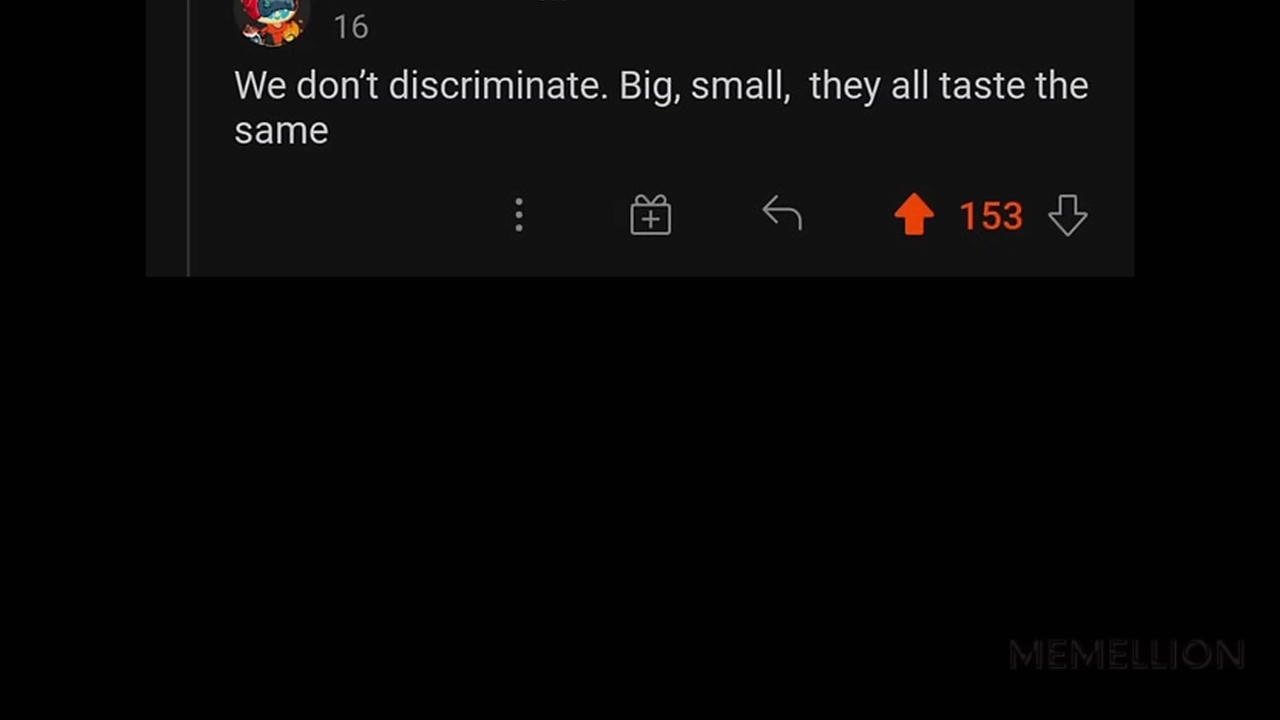 16
We don’t discriminate. Big, small,  they all taste the
same
153
MEMELLION